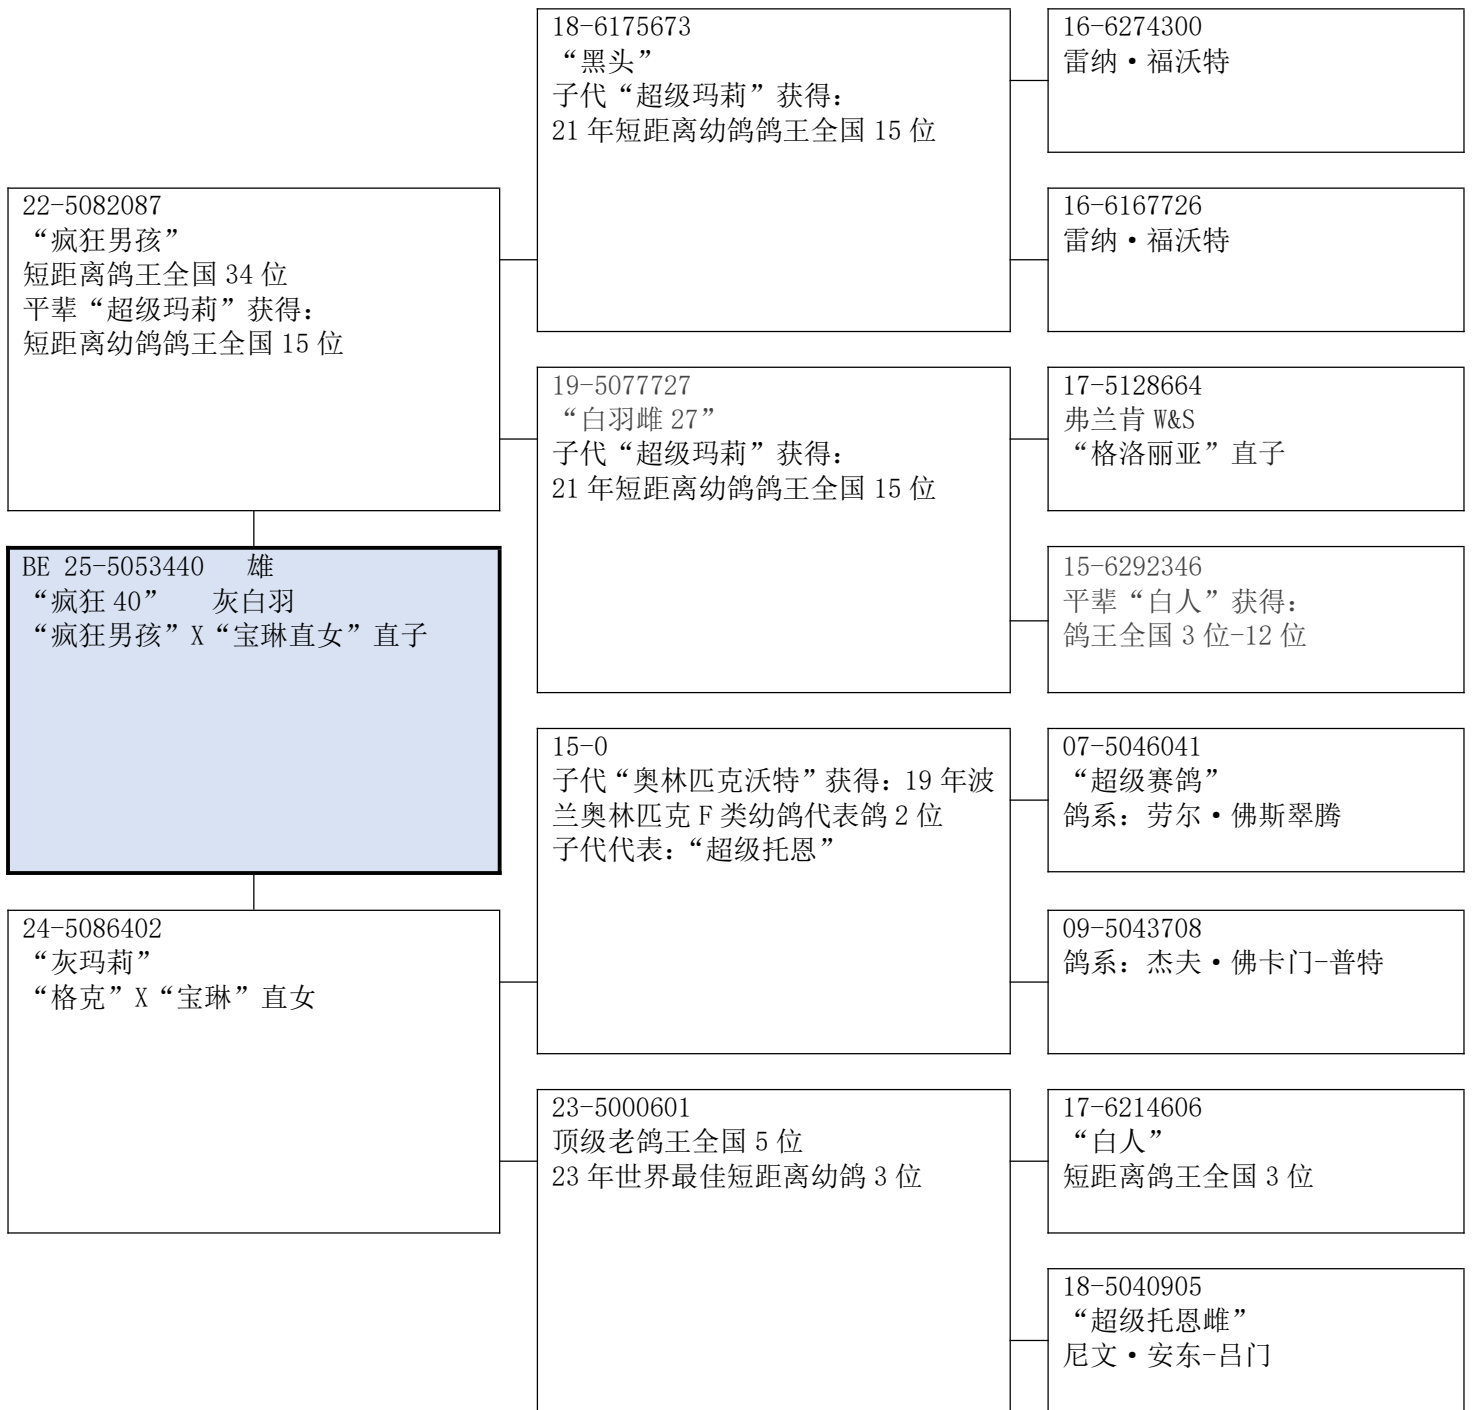 18-6175673
“黑头”
子代“超级玛莉”获得：
21 年短距离幼鸽鸽王全国 15 位
16-6274300
雷纳·福沃特
16-6167726
雷纳·福沃特
22-5082087
“疯狂男孩”
短距离鸽王全国 34 位
平辈“超级玛莉”获得：
短距离幼鸽鸽王全国 15 位
19-5077727
“白羽雌 27”
子代“超级玛莉”获得：
21 年短距离幼鸽鸽王全国 15 位
17-5128664
弗兰肯 W&S
“格洛丽亚”直子
15-6292346
平辈“白人”获得：
鸽王全国 3 位-12 位
BE 25-5053440 雄
“疯狂 40” 灰白羽
“疯狂男孩”X“宝琳直女”直子
15-0
子代“奥林匹克沃特”获得：19 年波
兰奥林匹克 F 类幼鸽代表鸽 2 位
子代代表：“超级托恩”
07-5046041
“超级赛鸽”
鸽系：劳尔·佛斯翠腾
09-5043708
鸽系：杰夫·佛卡门-普特
24-5086402
“灰玛莉”
“格克”X“宝琳”直女
23-5000601
顶级老鸽王全国 5 位
23 年世界最佳短距离幼鸽 3 位
17-6214606
“白人”
短距离鸽王全国 3 位
18-5040905
“超级托恩雌”
尼文·安东-吕门